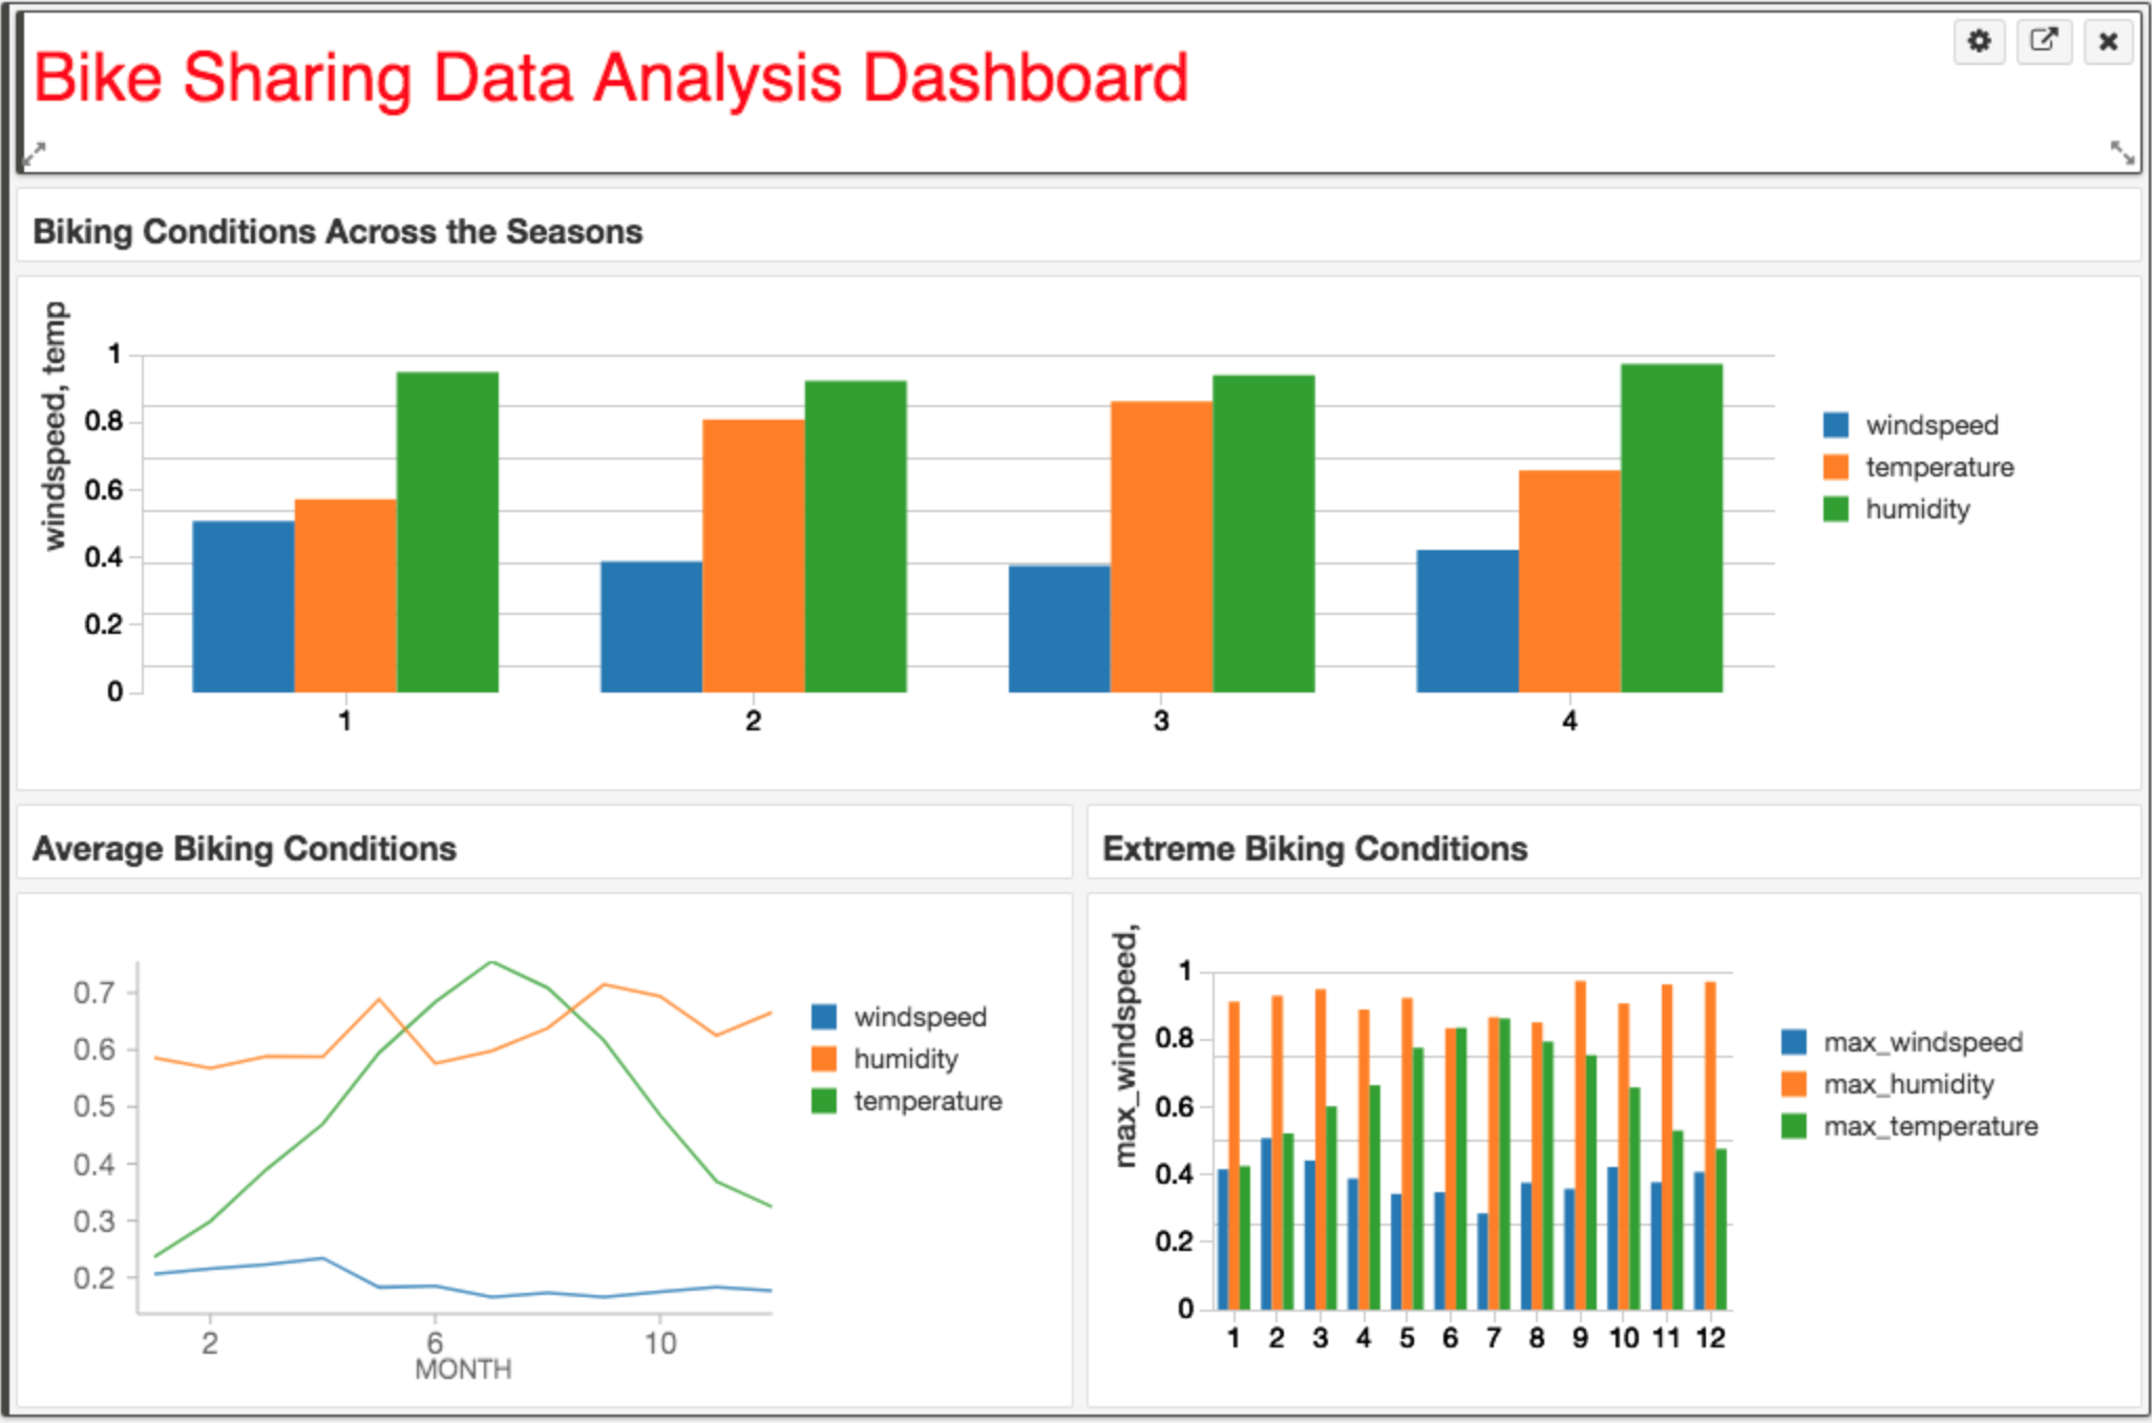 Bike Sharing Data Analysis Dashboard
Biking Conditions Across the Seasons
windspeed, temp
1
0.8
0.6
0.4
0.2
0
1 2 3 4
windspeed
temperature
humidity
Average Biking Conditions
0.7
0.6
0.5
0.4
0.3
0.2
2 6 10
MONTH
windspeed
humidity
temperature
Extreme Biking Conditions
max_windspeed,
1
0.8
0.6
0.4
0.2
0
1 2 3 4 5 6 7 8 9 10 11 12
max_windspeed
max_humidity
max_temperature